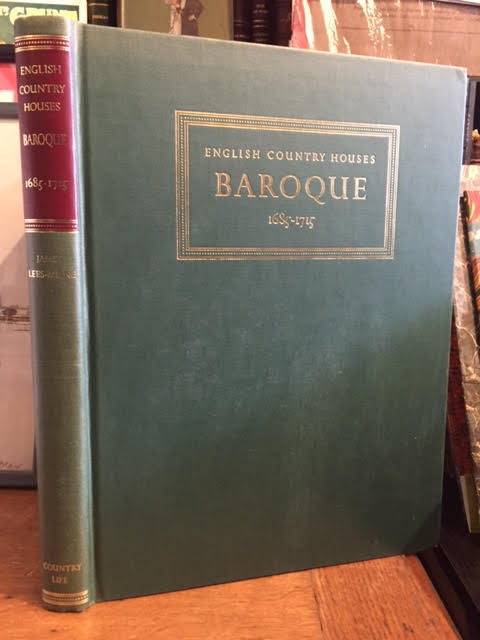 ENGLISH
COUNTRY
HOUSES
BAROQUE
1685-1715
JAMES
LEES-MILNE
COUNTRY
LIFE
ENGLISH COUNTRY HOUSES
BAROQUE
1685-1715